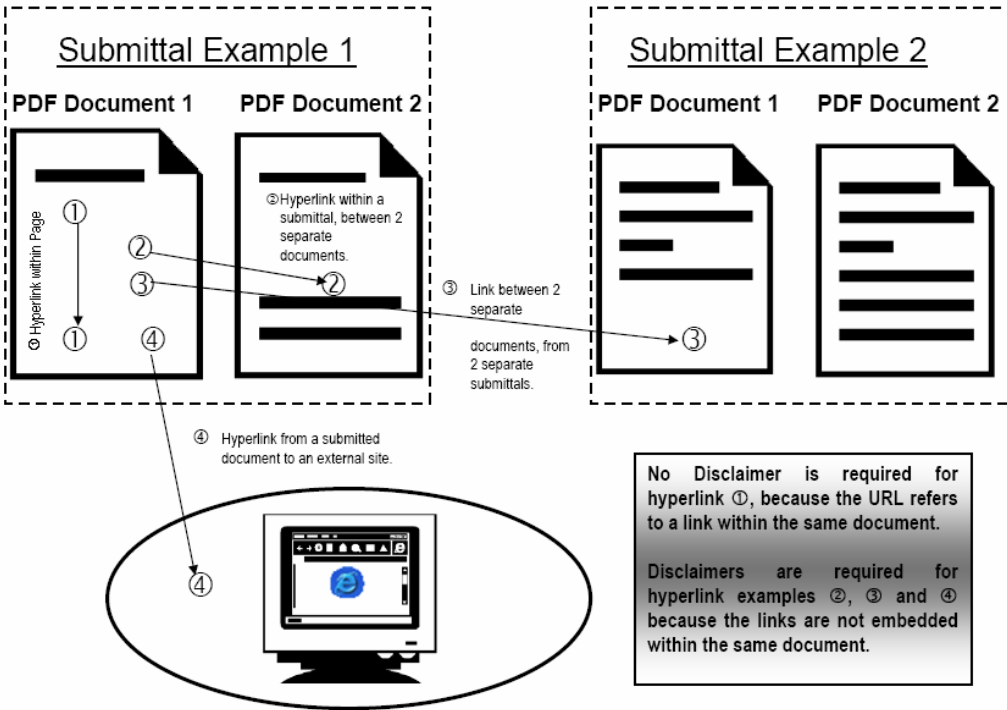 Submittal Example 1
PDF Document 1
PDF Document 2
① Hyperlink within Page
①
①
②
③
④
②Hyperlink within a
submittal, between 2
separate
documents.
②
③ Link between 2
separate
documents, from
2 separate
submittals.
Submittal Example 2
PDF Document 1
PDF Document 2
③
④ Hyperlink from a submitted
document to an external site.
④
No Disclaimer is required for
hyperlink ①, because the URL refers
to a link within the same document.
Disclaimers are required for
hyperlink examples ②, ③ and ④
because the links are not embedded
within the same document.